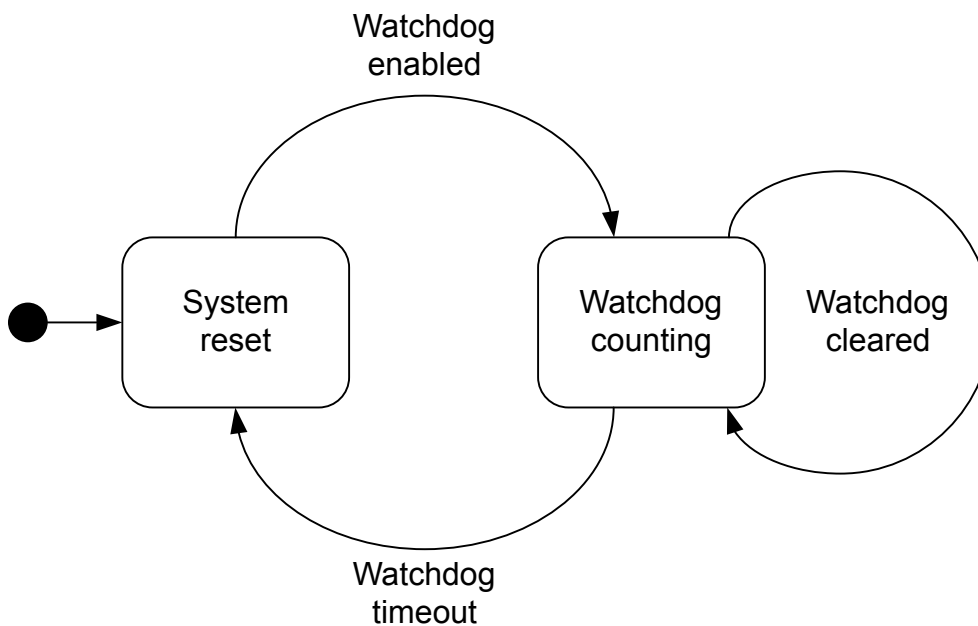 Watchdog
enabled
System
reset
Watchdog
counting
Watchdog
cleared
Watchdog
timeout